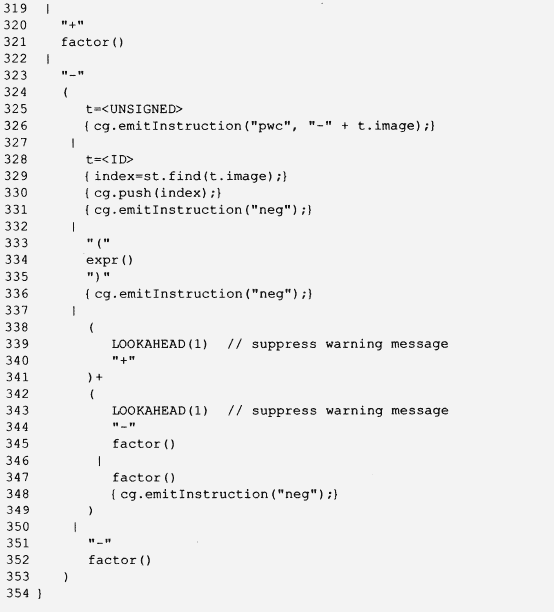 319  |
320    "+"
321    factor()
322  |
323    "-"
324    (
325       t=<UNSIGNED>
326       {cg.emitInstruction("pwc", "-" + t.image);}
327     |
328       t=<ID>
329       {index=st.find(t.image);}
330       {cg.push(index);}
331       {cg.emitInstruction("neg");}
332     |
333       "("
334       expr()
335       ")"
336       {cg.emitInstruction("neg");}
337     |
338       (
339          LOOKAHEAD(1)  // suppress warning message
340          "+"
341       )+
342       (
343          LOOKAHEAD(1)  // suppress warning message
344          "-"
345          factor()
346        |
347          factor()
348          {cg.emitInstruction("neg");}
349       )
350     |
351       "-"
352       factor()
353    )
354 }